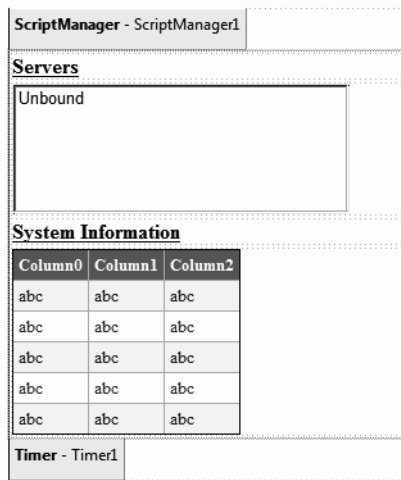 ScriptManager - ScriptManager1
Servers
Unbound
System Information
Column0 Column1 Column2
abc abc abc
abc abc abc
abc abc abc
abc abc abc
abc abc abc
Timer - Timer1